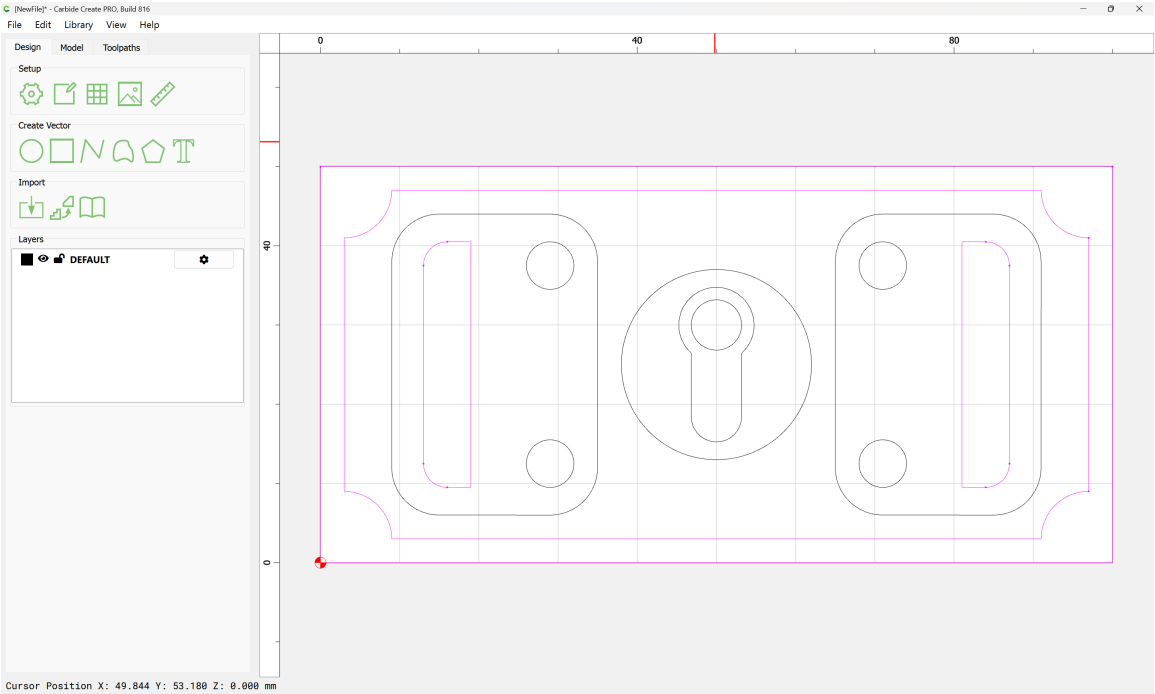 [NewFile]* - Carbide Create PRO, Build 816
File Edit Library View Help
Design Model Toolpaths
Setup
Create Vector
Import
Layers
DEFAULT
0 40 80
40
0
Cursor Position X: 49.844 Y: 53.180 Z: 0.000 mm